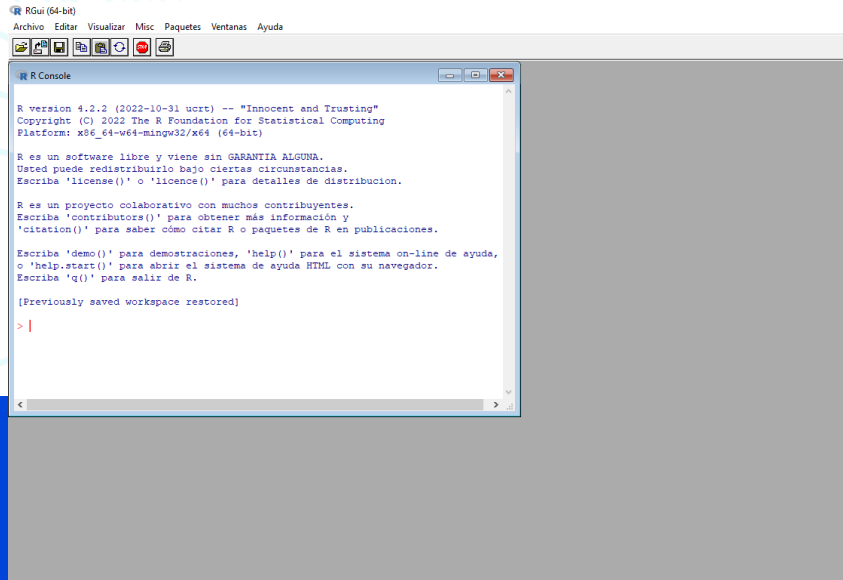 RGui (64-bit)
Archivo Editar Visualizar Misc Paquetes Ventanas Ayuda
STOP
R Console
R version 4.2.2 (2022-10-31 ucrt) -- "Innocent and Trusting"
Copyright (C) 2022 The R Foundation for Statistical Computing
Platform: x86_64-w64-mingw32/x64 (64-bit)
R es un software libre y viene sin GARANTIA ALGUNA.
Usted puede redistribuirlo bajo ciertas circunstancias.
Escriba 'license()' o 'licence()' para detalles de distribucion.
R es un proyecto colaborativo con muchos contribuyentes.
Escriba 'contributors()' para obtener más información y
'citation()' para saber cómo citar R o paquetes de R en publicaciones.
Escriba 'demo()' para demostraciones, 'help()' para el sistema on-line de ayuda,
o 'help.start()' para abrir el sistema de ayuda HTML con su navegador.
Escriba 'q()' para salir de R.
[Previously saved workspace restored]
>